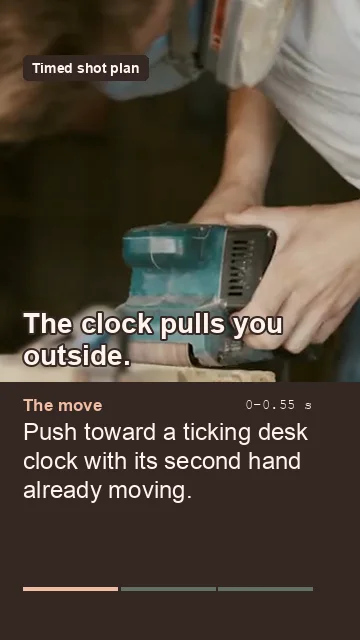 Timed shot plan
The clock pulls you
outside.
The move
0–0.55 s
Push toward a ticking desk
clock with its second hand
already moving.